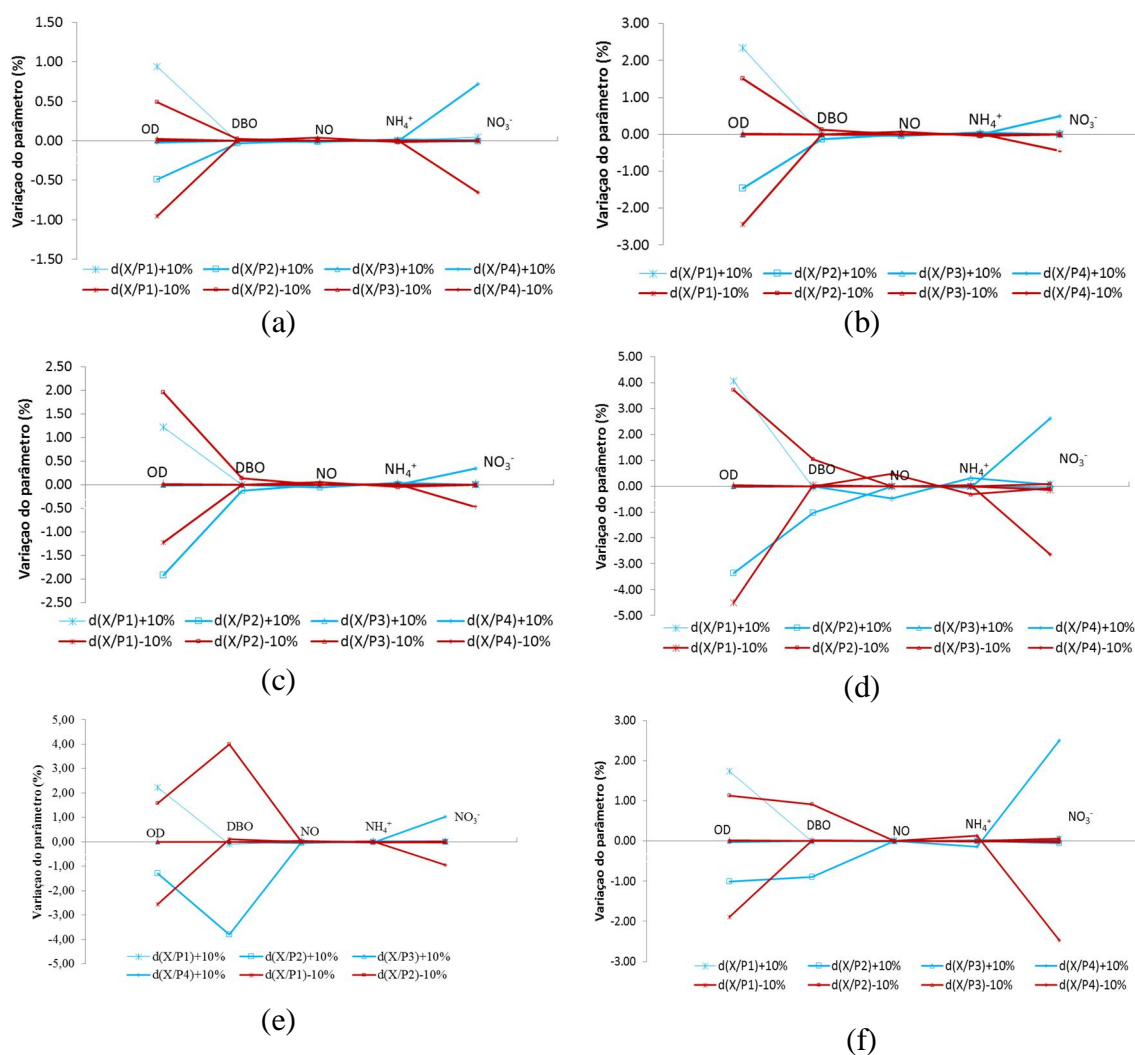 Variaçao do parâmetro (%)
1.50
1.00
0.50
0.00
-0.50
-1.00
-1.50
OD DBO NO NH₄⁺ NO₃⁻
d(X/P1)+10% d(X/P2)+10% d(X/P3)+10% d(X/P4)+10%
d(X/P1)-10% d(X/P2)-10% d(X/P3)-10% d(X/P4)-10%
(a)
Variaçao do parâmetro (%)
3.00
2.00
1.00
0.00
-1.00
-2.00
-3.00
OD DBO NO NH₄⁺ NO₃⁻
d(X/P1)+10% d(X/P2)+10% d(X/P3)+10% d(X/P4)+10%
d(X/P1)-10% d(X/P2)-10% d(X/P3)-10% d(X/P4)-10%
(b)
Variaçao do parâmetro (%)
2.50
2.00
1.50
1.00
0.50
0.00
-0.50
-1.00
-1.50
-2.00
-2.50
OD DBO NO NH₄⁺ NO₃⁻
d(X/P1)+10% d(X/P2)+10% d(X/P3)+10% d(X/P4)+10%
d(X/P1)-10% d(X/P2)-10% d(X/P3)-10% d(X/P4)-10%
(c)
Variaçao do parâmetro (%)
5.00
4.00
3.00
2.00
1.00
0.00
-1.00
-2.00
-3.00
-4.00
-5.00
OD DBO NO NH₄⁺ NO₃⁻
d(X/P1)+10% d(X/P2)+10% d(X/P3)+10% d(X/P4)+10%
d(X/P1)-10% d(X/P2)-10% d(X/P3)-10% d(X/P4)-10%
(d)
Variaçao do parâmetro (%)
5,00
4,00
3,00
2,00
1,00
0,00
-1,00
-2,00
-3,00
-4,00
-5,00
OD DBO NO NH₄⁺ NO₃⁻
d(X/P1)+10% d(X/P2)+10% d(X/P3)+10%
d(X/P4)+10% d(X/P1)-10% d(X/P2)-10%
(e)
Variaçao do parâmetro (%)
3.00
2.00
1.00
0.00
-1.00
-2.00
-3.00
OD DBO NO NH₄⁺ NO₃⁻
d(X/P1)+10% d(X/P2)+10% d(X/P3)+10% d(X/P4)+10%
d(X/P1)-10% d(X/P2)-10% d(X/P3)-10% d(X/P4)-10%
(f)